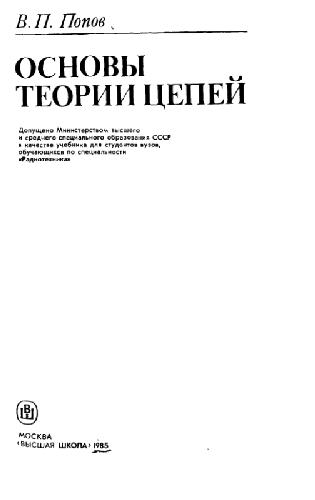 В. П. Попов
ОСНОВЫ
ТЕОРИИ ЦЕПЕЙ
Допущено Министерством высшего
и среднего специального образования СССР
в качестве учебника для студентов вузов,
обучающихся по специальности
«Радиотехника»
МОСКВА
«ВЫСШАЯ ШКОЛА» 1985